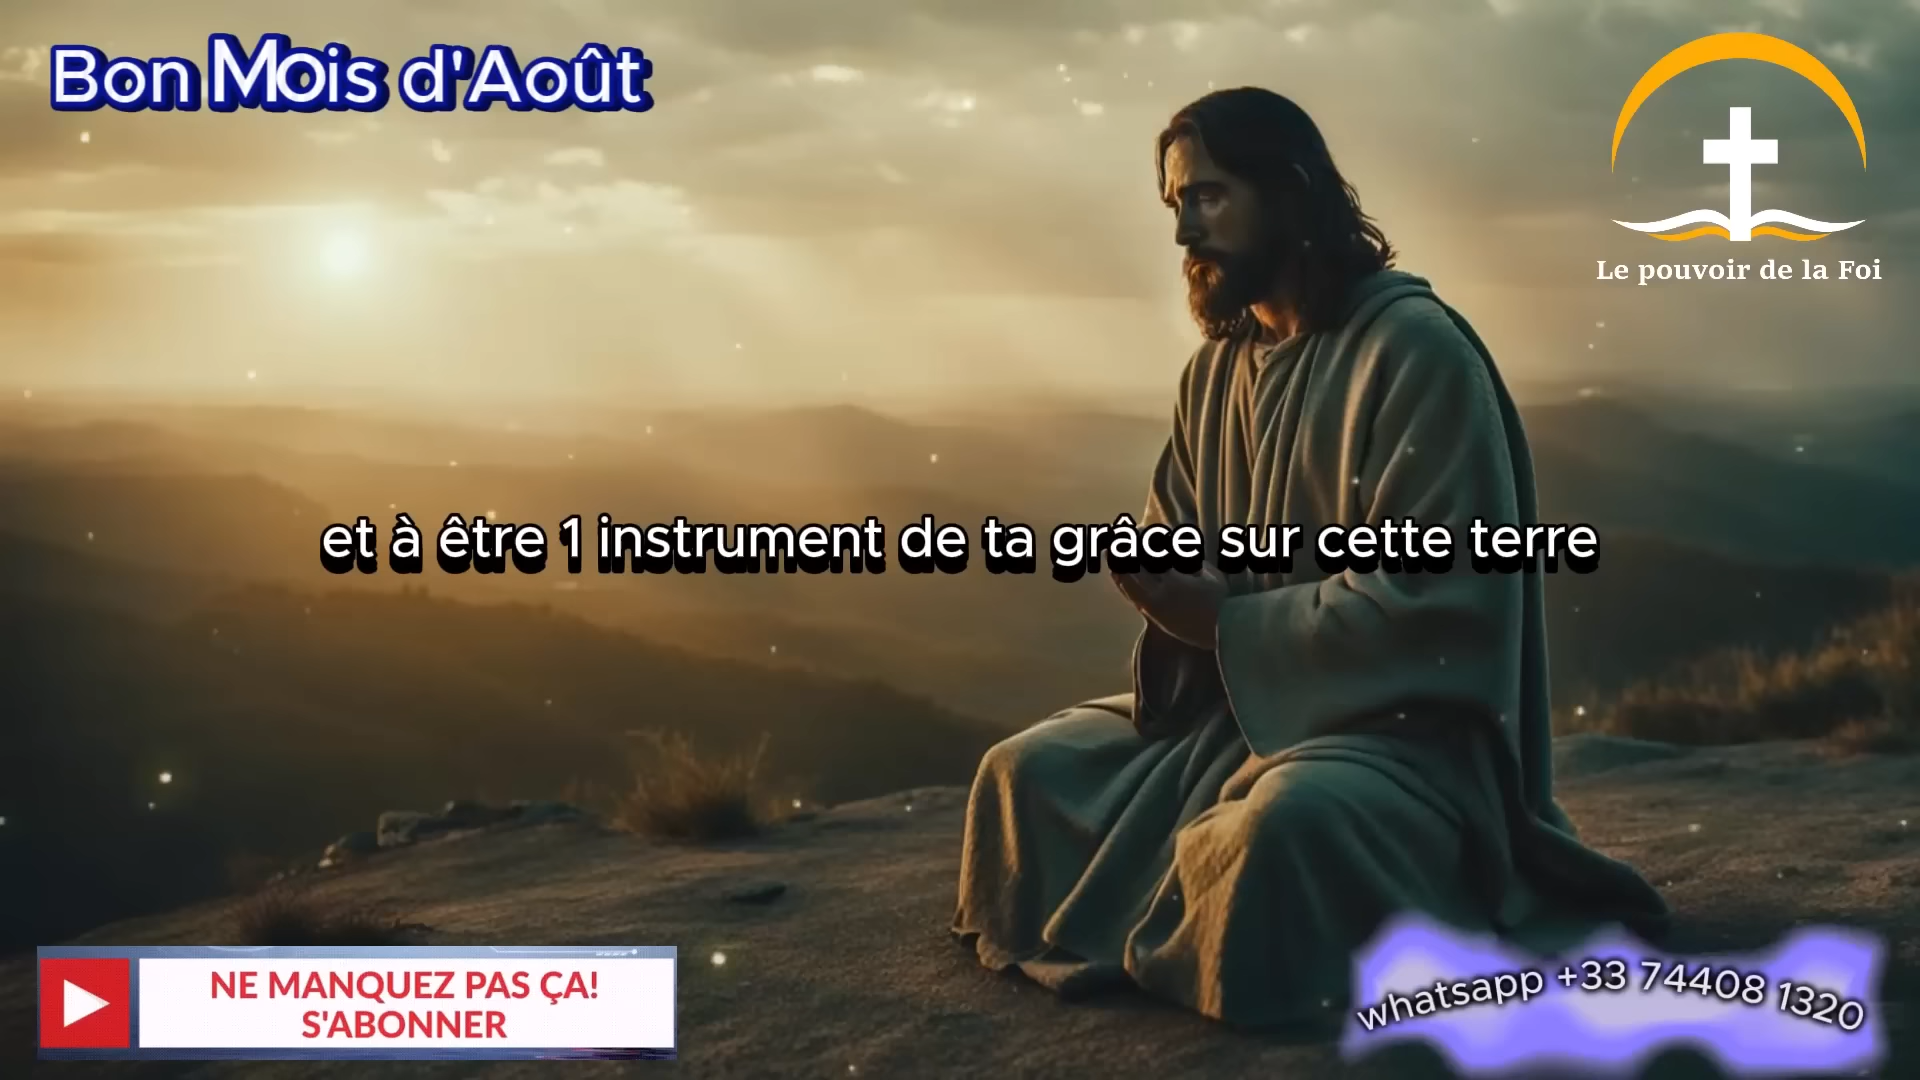 Bon Mois d'Août
Le pouvoir de la Foi
et à être 1 instrument de ta grâce sur cette terre
NE MANQUEZ PAS ÇA!
S'ABONNER
whatsapp +33 74408 1320